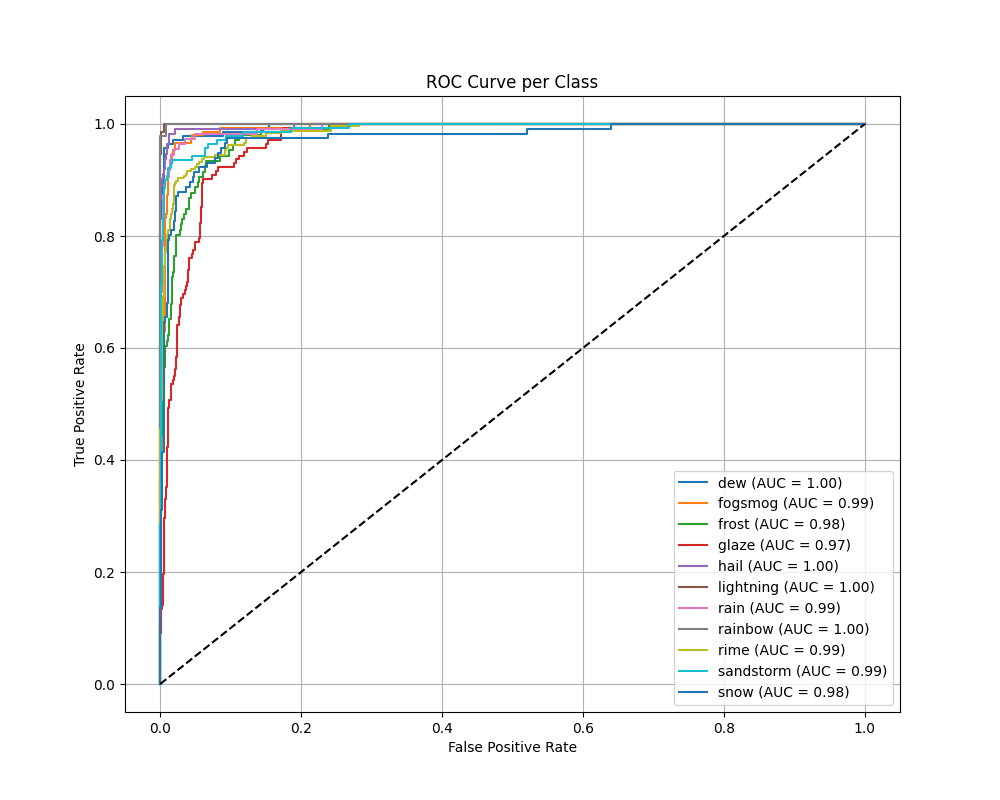 ROC Curve per Class
True Positive Rate
1.0
0.8
0.6
0.4
0.2
0.0
dew (AUC = 1.00)
fogsmog (AUC = 0.99)
frost (AUC = 0.98)
glaze (AUC = 0.97)
hail (AUC = 1.00)
lightning (AUC = 1.00)
rain (AUC = 0.99)
rainbow (AUC = 1.00)
rime (AUC = 0.99)
sandstorm (AUC = 0.99)
snow (AUC = 0.98)
0.0 0.2 0.4 0.6 0.8 1.0
False Positive Rate